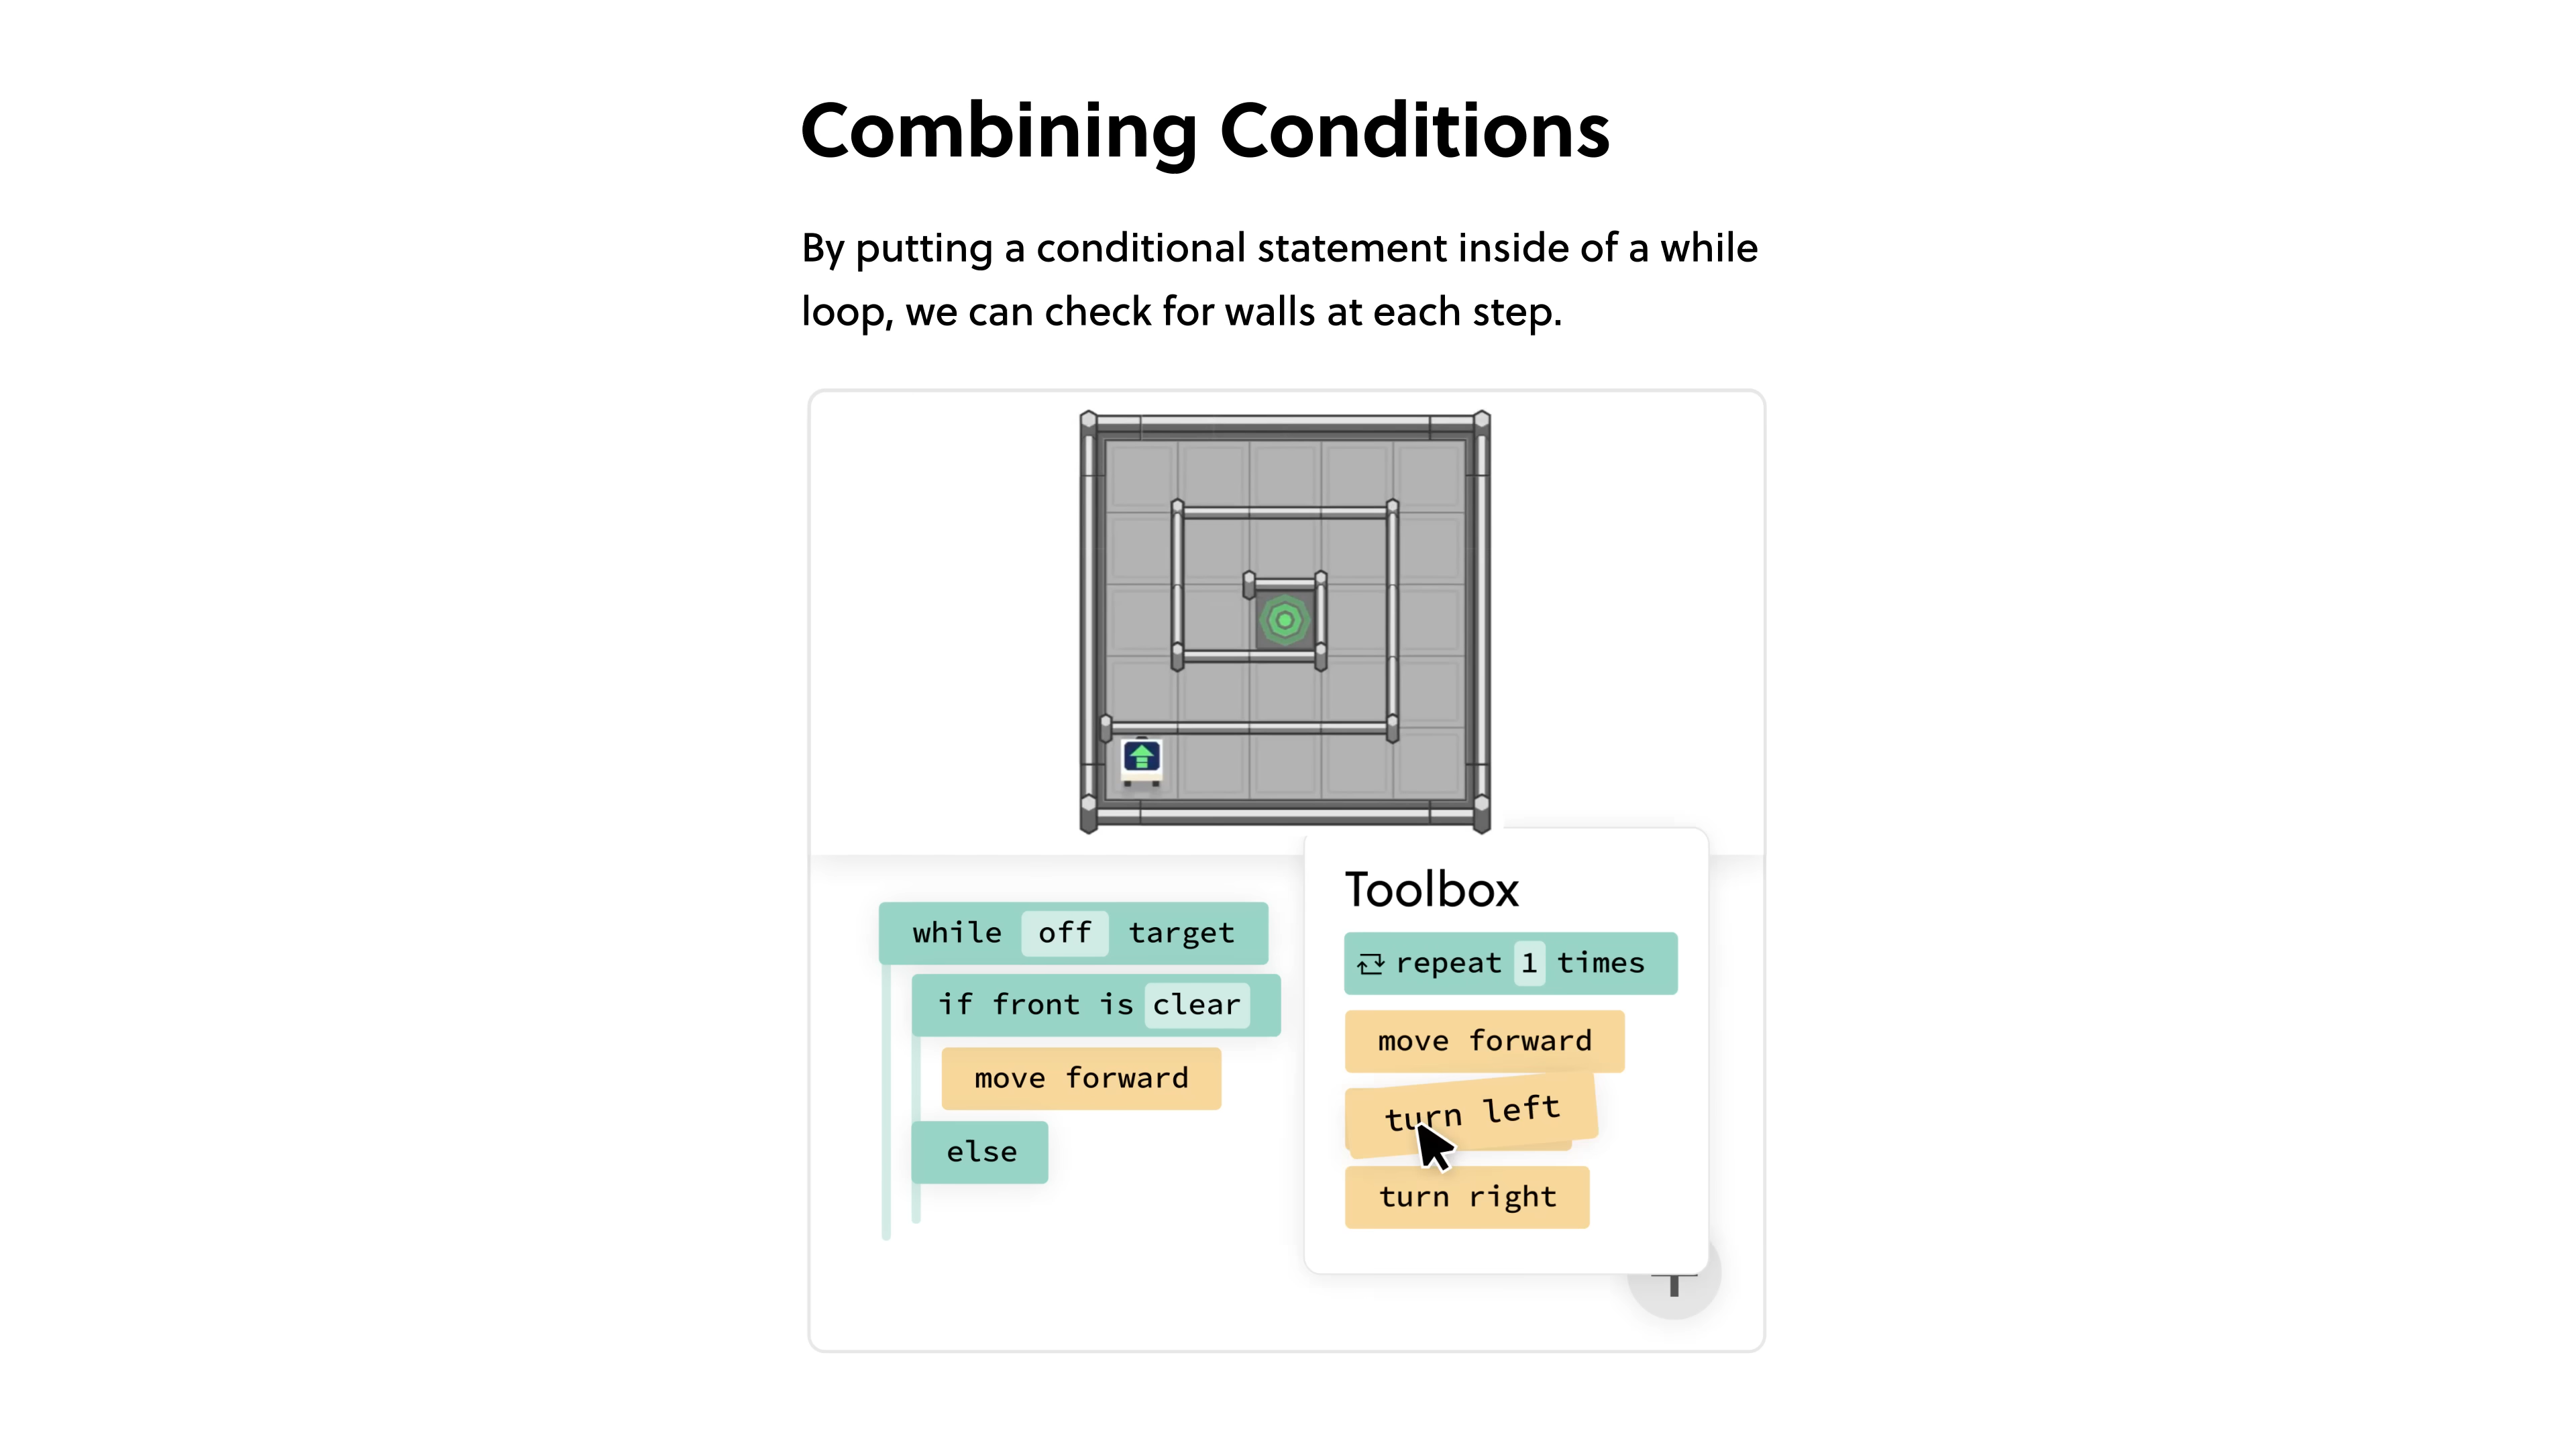 Combining Conditions
By putting a conditional statement inside of a while
loop, we can check for walls at each step.
while off target
if front is clear
move forward
else
Toolbox
repeat 1 times
move forward
turn left
turn right